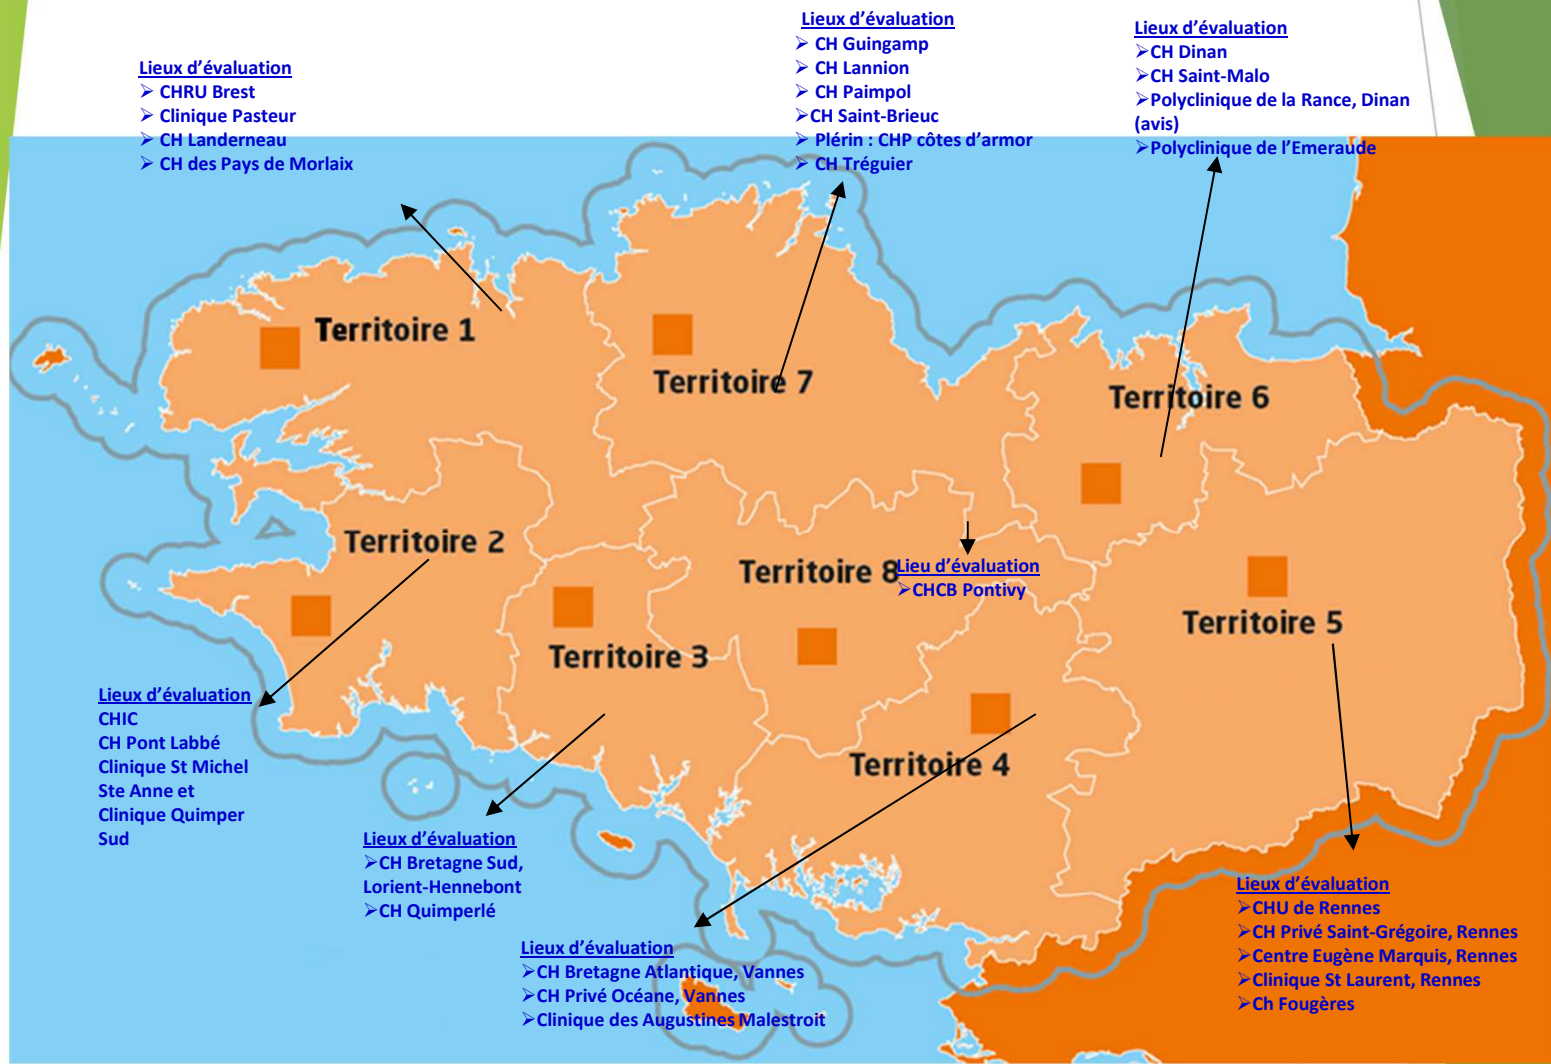 Lieux d'évaluation
➢ CHRU Brest
➢ Clinique Pasteur
➢ CH Landerneau
➢ CH des Pays de Morlaix
Lieux d'évaluation
➢ CH Guingamp
➢ CH Lannion
➢ CH Paimpol
➢CH Saint-Brieuc
➢ Plérin : CHP côtes d'armor
➢ CH Tréguier
Lieux d'évaluation
➢CH Dinan
➢CH Saint-Malo
➢Polyclinique de la Rance, Dinan
(avis)
➢Polyclinique de l'Emeraude
Territoire 1
Territoire 7
Territoire 6
Territoire 2
Territoire 8
Lieu d'évaluation
➢CHCB Pontivy
Territoire 3
Territoire 5
Territoire 4
Lieux d'évaluation
CHIC
CH Pont Labbé
Clinique St Michel
Ste Anne et
Clinique Quimper
Sud
Lieux d'évaluation
➢CH Bretagne Sud,
Lorient-Hennebont
➢CH Quimperlé
Lieux d'évaluation
➢CH Bretagne Atlantique, Vannes
➢CH Privé Océane, Vannes
➢Clinique des Augustines Malestroit
Lieux d'évaluation
➢CHU de Rennes
➢CH Privé Saint-Grégoire, Rennes
➢Centre Eugène Marquis, Rennes
➢Clinique St Laurent, Rennes
➢Ch Fougères